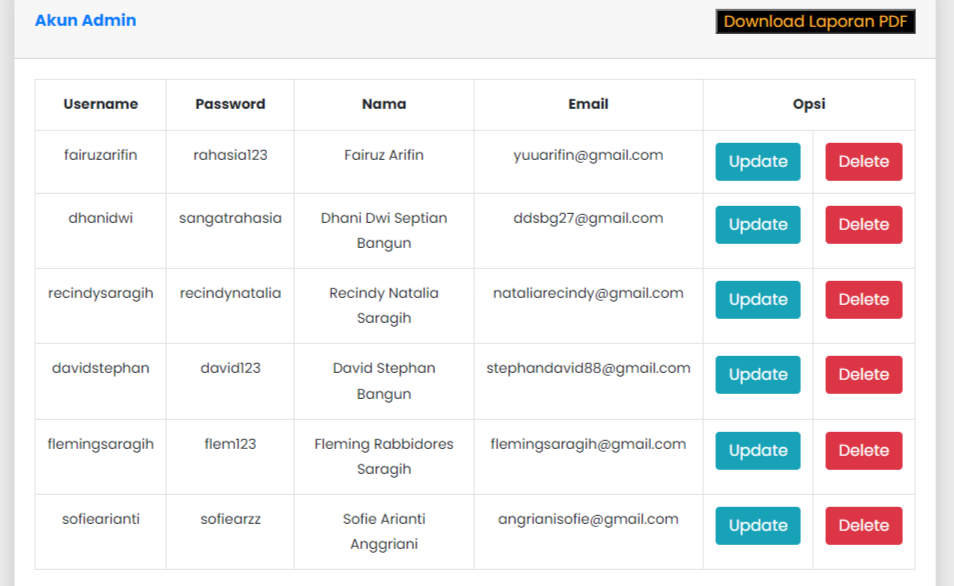 Akun Admin
Download Laporan PDF
Username Password Nama Email Opsi
fairuzarifin rahasia123 Fairuz Arifin yuuarifin@gmail.com Update Delete
dhanidwi sangatrahasia Dhani Dwi Septian ddsbg27@gmail.com Update Delete
Bangun
recindysaragih recindynatalia Recindy Natalia nataliarecindy@gmail.com Update Delete
Saragih
davidstephan david123 David Stephan stephandavid88@gmail.com Update Delete
Bangun
flemingsaragih flem123 Fleming Rabbidores flemingsaragih@gmail.com Update Delete
Saragih
sofiearianti sofiearzz Sofie Arianti angrianisofie@gmail.com Update Delete
Anggriani